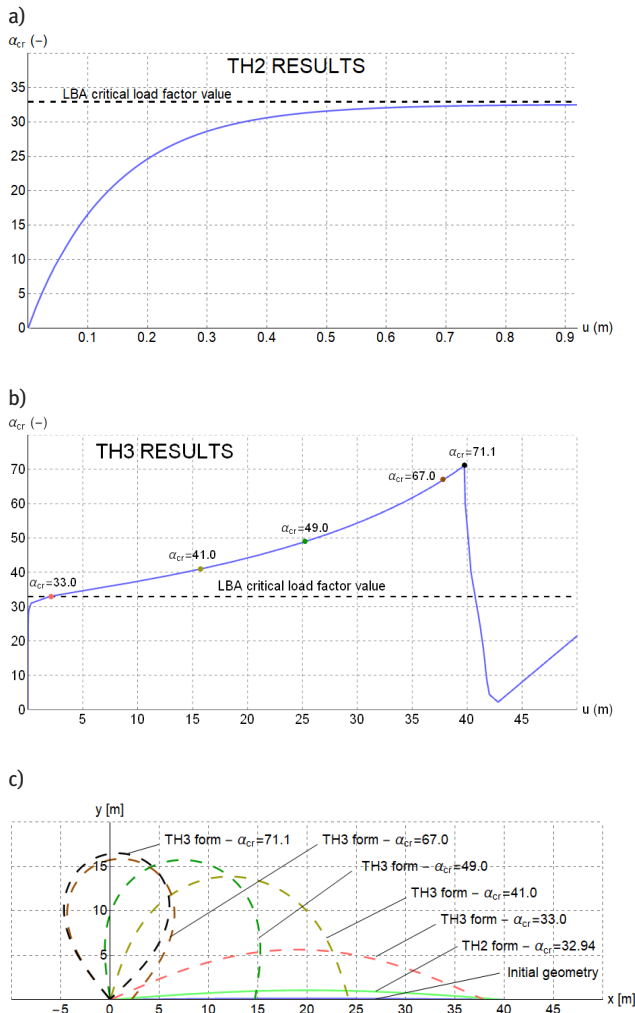 a)
αcr (–)
TH2 RESULTS
LBA critical load factor value
35
30
25
20
15
10
5
0
0.1 0.2 0.3 0.4 0.5 0.6 0.7 0.8 0.9
u (m)
b)
αcr (–)
TH3 RESULTS
αcr=71.1
αcr=67.0
αcr=49.0
αcr=41.0
αcr=33.0
LBA critical load factor value
70
60
50
40
30
20
10
0
5 10 15 20 25 30 35 40 45
u (m)
c)
y [m]
TH3 form – αcr=71.1
TH3 form – αcr=67.0
TH3 form – αcr=49.0
TH3 form – αcr=41.0
TH3 form – αcr=33.0
TH2 form – αcr=32.94
Initial geometry
15
10
5
−5 0 5 10 15 20 25 30 35 40 45
x [m]